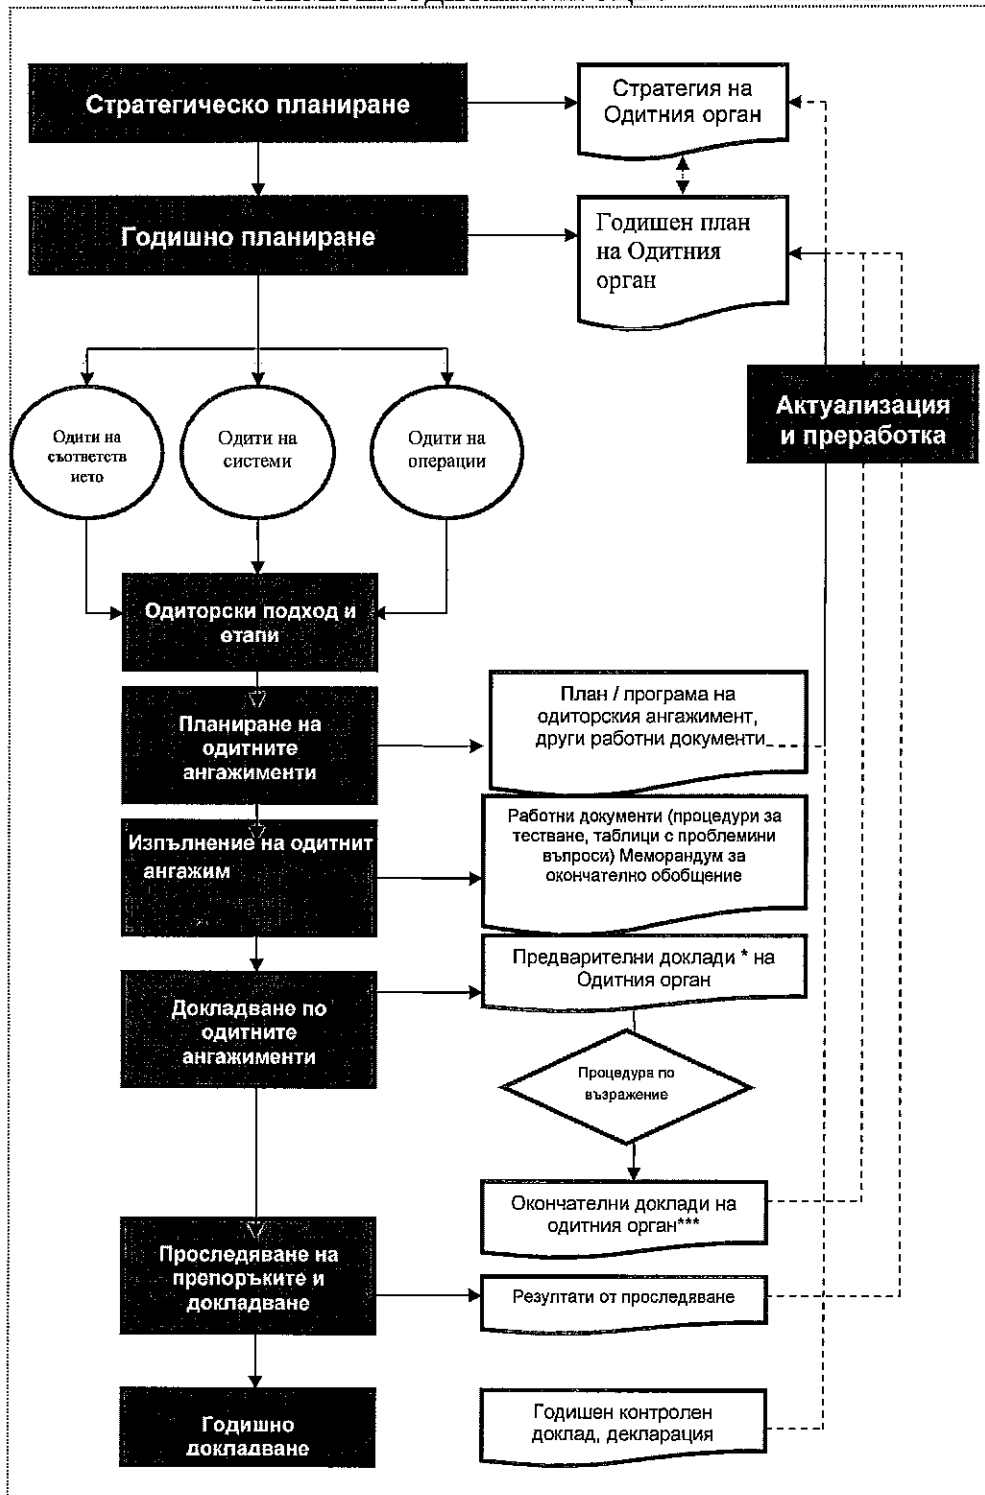 Стратегическо планиране
Стратегия на
Одитния орган
Годишно планиране
Годишен план
на Одитния
орган
Актуализация
и преработка
Одити на
съответств
ието
Одити на
системи
Одити на
операции
Одиторски подход и
етапи
Планиране на
одитните
ангажименти
План / програма на
одиторския ангажимент,
други работни документи
Изпълнение на одитнит
ангажим
Работни документи (процедури за
тестване, таблици с проблемини
въпроси) Меморандум за
окончателно обобщение
Докладване по
одитните
ангажименти
Предварителни доклади * на
Одитния орган
Процедура по
възражение
Окончателни доклади на
одитния орган***
Проследяване на
препоръките и
докладване
Резултати от проследяване
Годишно
докладване
Годишен контролен
доклад, декларация